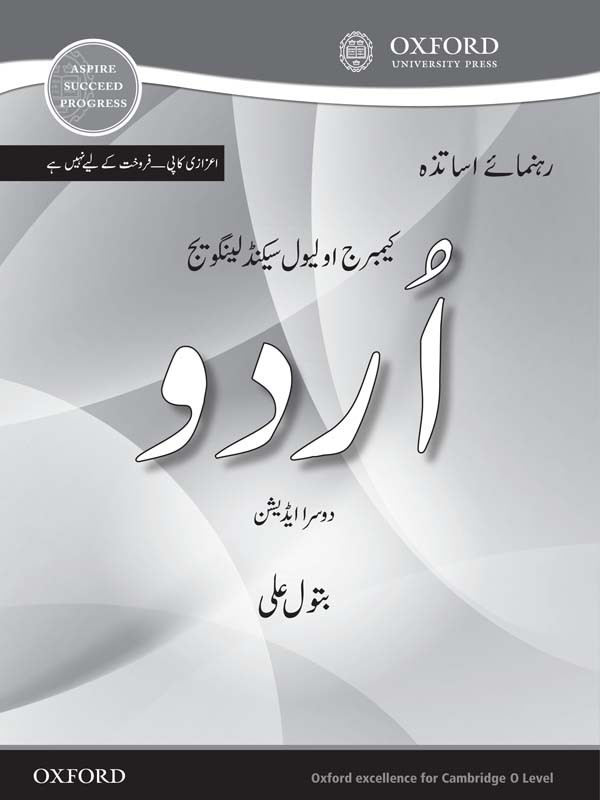 OXFORD
UNIVERSITY PRESS
ASPIRE
SUCCEED
PROGRESS
رہنمائے اساتذہ
اعزازی کاپی — فروخت کے لیے نہیں ہے
کیمبرج او لیول سیکنڈ لینگویج
اُردو
دوسرا ایڈیشن
بتول علی
OXFORD
Oxford excellence for Cambridge O Level